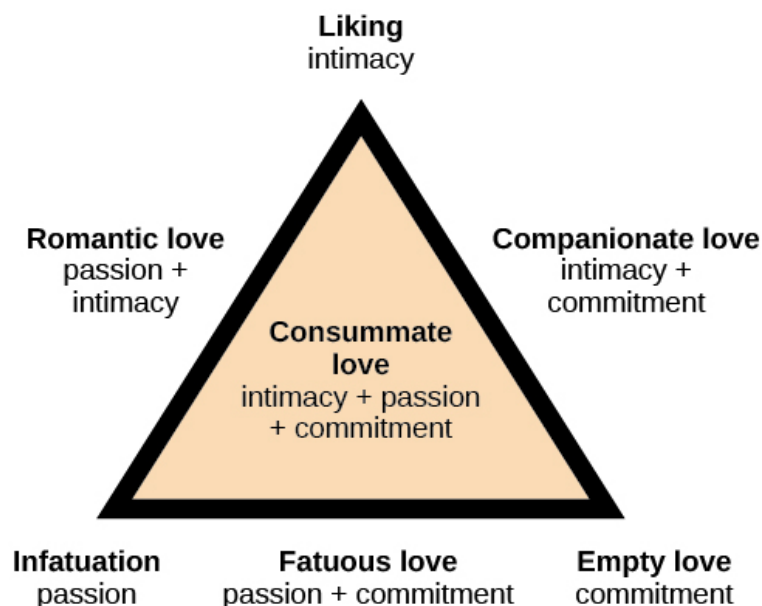 Liking
intimacy
Romantic love
passion +
intimacy
Companionate love
intimacy +
commitment
Consummate
love
intimacy + passion
+ commitment
Infatuation
passion
Fatuous love
passion + commitment
Empty love
commitment